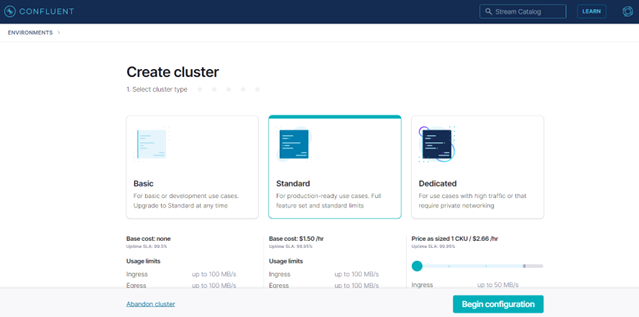 CONFLUENT
Stream Catalog
LEARN
ENVIRONMENTS >
Create cluster
1. Select cluster type
Basic
For basic or development use cases.
Upgrade to Standard at any time
Standard
For production-ready use cases. Full
feature set and standard limits
Dedicated
For use cases with high traffic or that
require private networking
Base cost: none
Uptime SLA: 99.5%
Usage limits
Ingress up to 100 MB/s
Egress up to 100 MB/s
Base cost: $1.50 /hr
Uptime SLA: 99.95%
Usage limits
Ingress up to 100 MB/s
Egress up to 100 MB/s
Price as sized 1 CKU / $2.66 /hr
Uptime SLA: 99.95%
Ingress up to 50 MB/s
Abandon cluster
Begin configuration